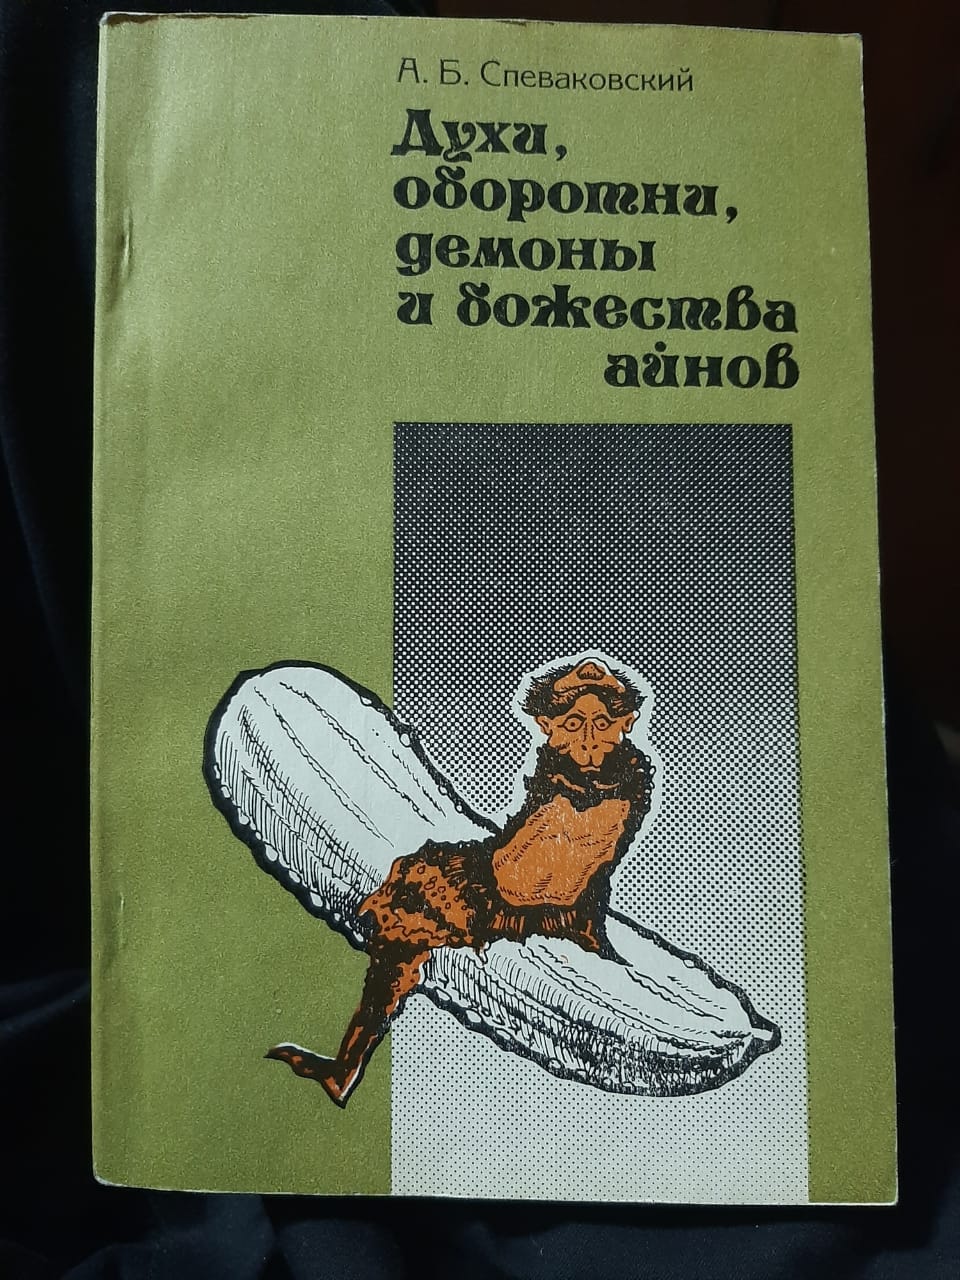 А. Б. Спеваковский
Духи,
оборотни,
демоны
и божества
айнов